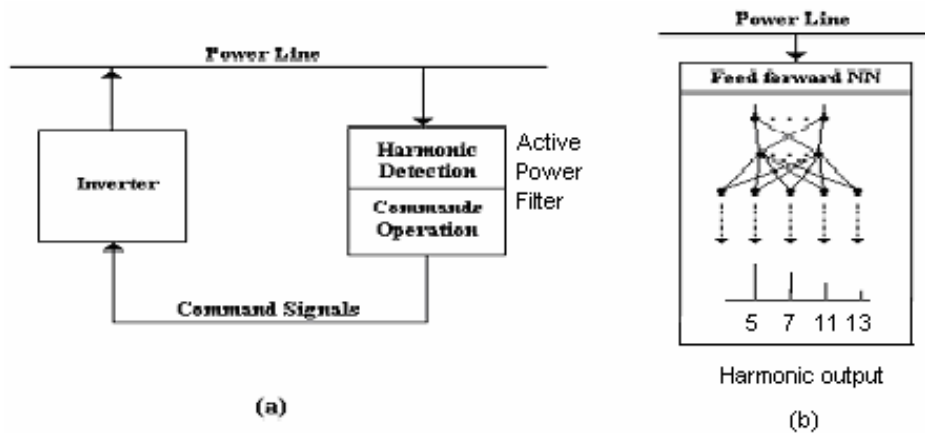 Power Line
Inverter
Harmonic
Detection
Commande
Operation
Active
Power
Filter
Command Signals
(a)
Power Line
Feed forward NN
5 7 11 13
Harmonic output
(b)